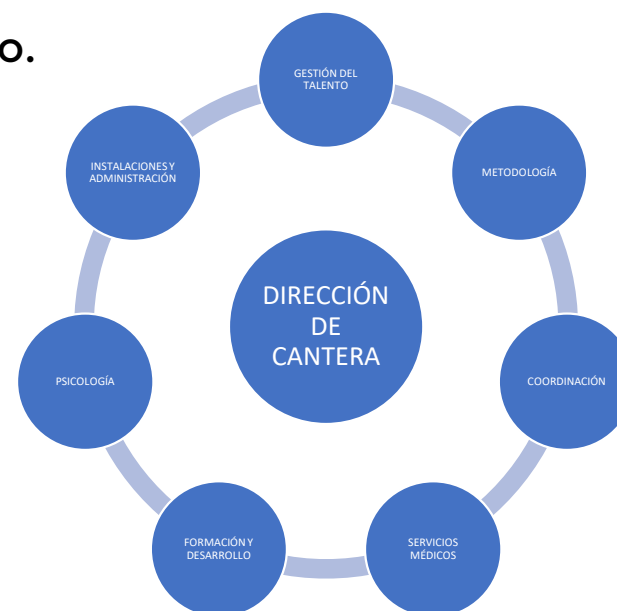 o.
GESTIÓN DEL
TALENTO
INSTALACIONES Y
ADMINISTRACIÓN
METODOLOGÍA
DIRECCIÓN
DE
CANTERA
PSICOLOGÍA
COORDINACIÓN
FORMACIÓN Y
DESARROLLO
SERVICIOS
MÉDICOS